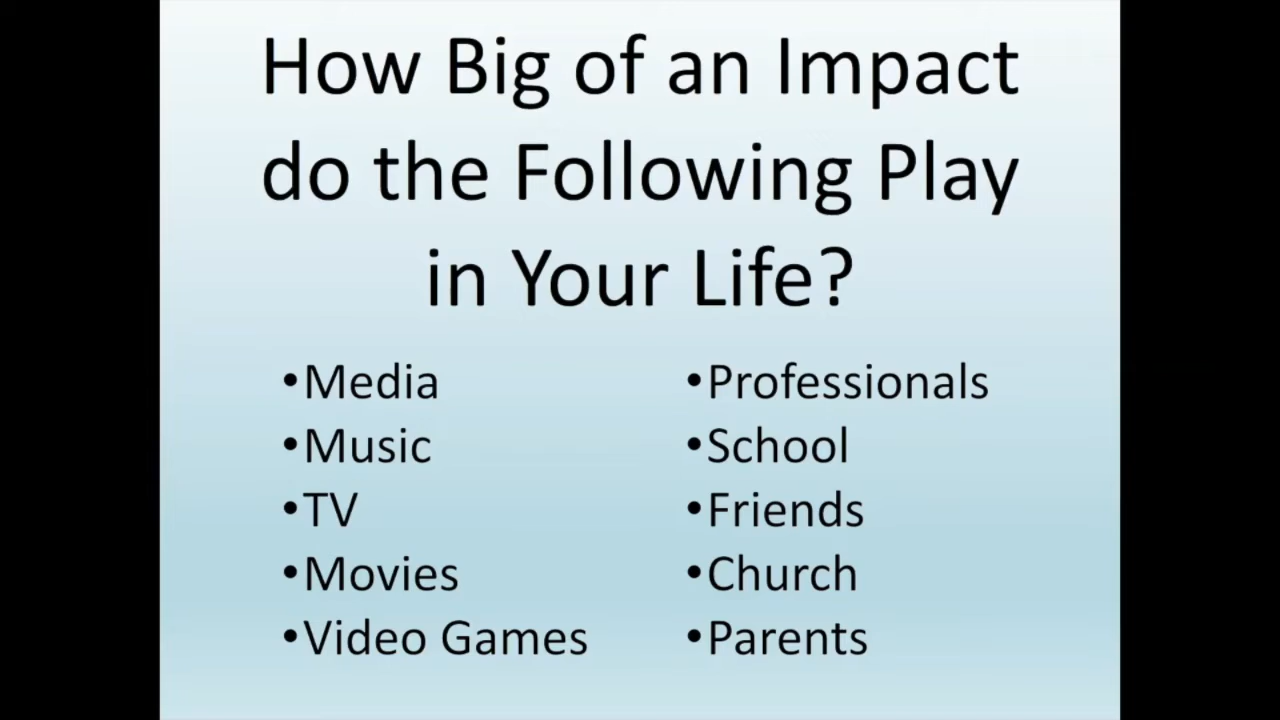 How Big of an Impact
do the Following Play
in Your Life?
•Media
•Music
•TV
•Movies
•Video Games
•Professionals
•School
•Friends
•Church
•Parents